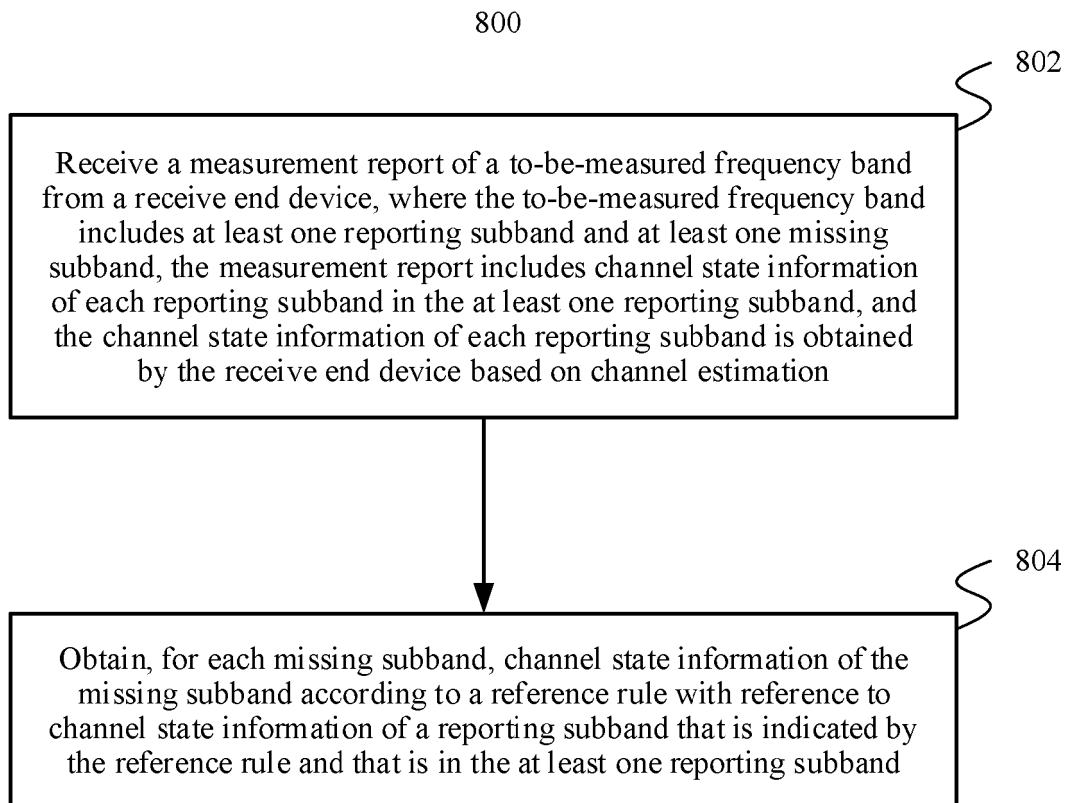 800
802
Receive a measurement report of a to-be-measured frequency band
from a receive end device, where the to-be-measured frequency band
includes at least one reporting subband and at least one missing
subband, the measurement report includes channel state information
of each reporting subband in the at least one reporting subband, and
the channel state information of each reporting subband is obtained
by the receive end device based on channel estimation
804
Obtain, for each missing subband, channel state information of the
missing subband according to a reference rule with reference to
channel state information of a reporting subband that is indicated by
the reference rule and that is in the at least one reporting subband